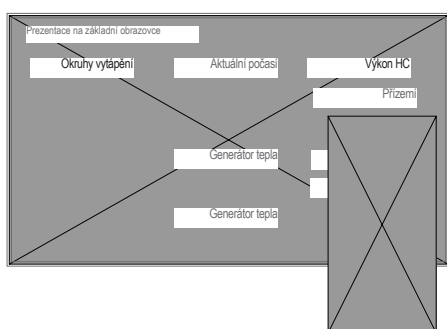 Prezentace na základní obrazovce
Okruhy vytápění
Aktuální počasí
Výkon HC
Přízemí
Generátor tepla
Generátor tepla